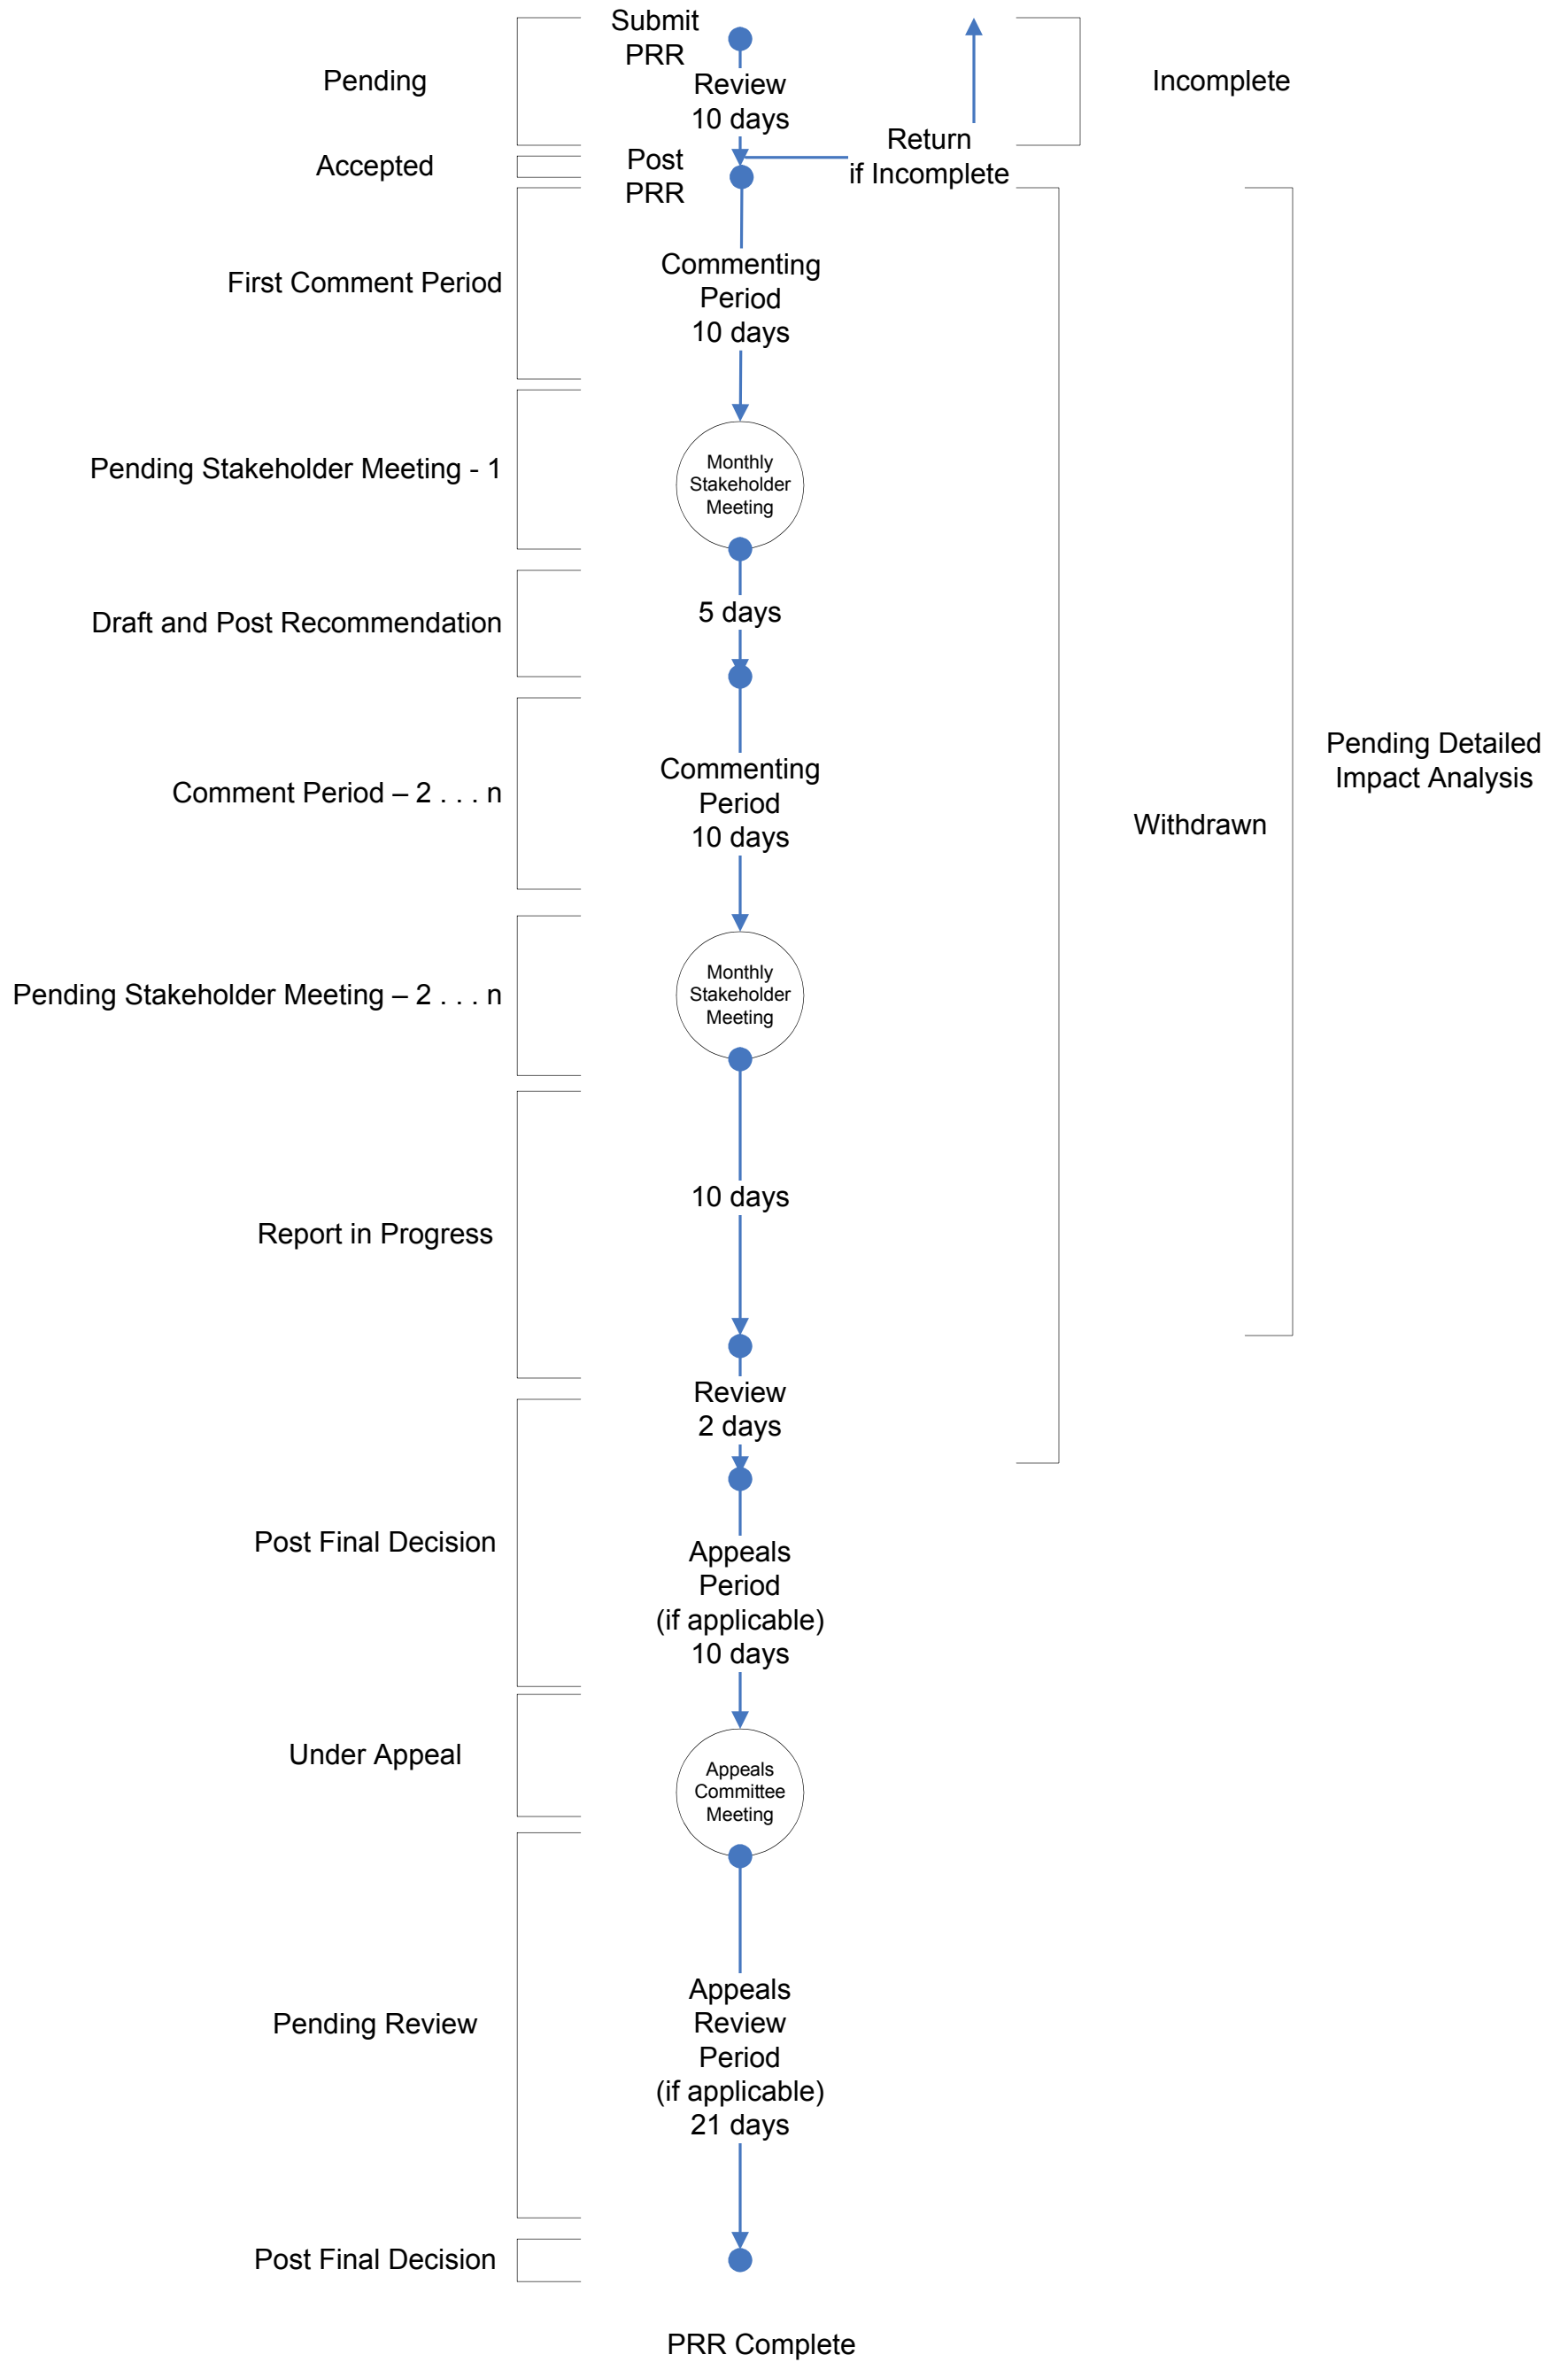 Submit
PRR
Pending
Review
10 days
Incomplete
Return
if Incomplete
Accepted
Post
PRR
First Comment Period
Commenting
Period
10 days
Pending Stakeholder Meeting - 1
Monthly
Stakeholder
Meeting
Draft and Post Recommendation
5 days
Comment Period – 2 . . . n
Commenting
Period
10 days
Pending Detailed
Impact Analysis
Withdrawn
Pending Stakeholder Meeting – 2 . . . n
Monthly
Stakeholder
Meeting
Report in Progress
10 days
Review
2 days
Post Final Decision
Appeals
Period
(if applicable)
10 days
Under Appeal
Appeals
Committee
Meeting
Pending Review
Appeals
Review
Period
(if applicable)
21 days
Post Final Decision
PRR Complete